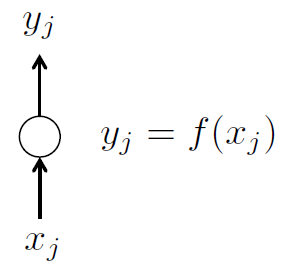 y_j
y_j = f(x_j)
x_j